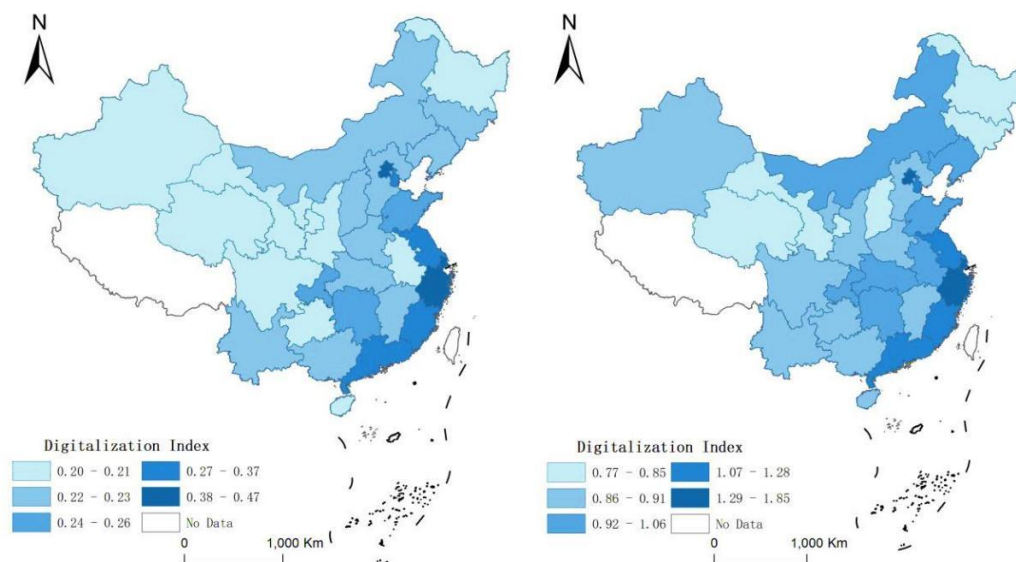 N
Digitalization Index
0.20 - 0.21
0.27 - 0.37
0.22 - 0.23
0.38 - 0.47
0.24 - 0.26
No Data
0
1,000 Km
N
Digitalization Index
0.77 - 0.85
1.07 - 1.28
0.86 - 0.91
1.29 - 1.85
0.92 - 1.06
No Data
0
1,000 Km